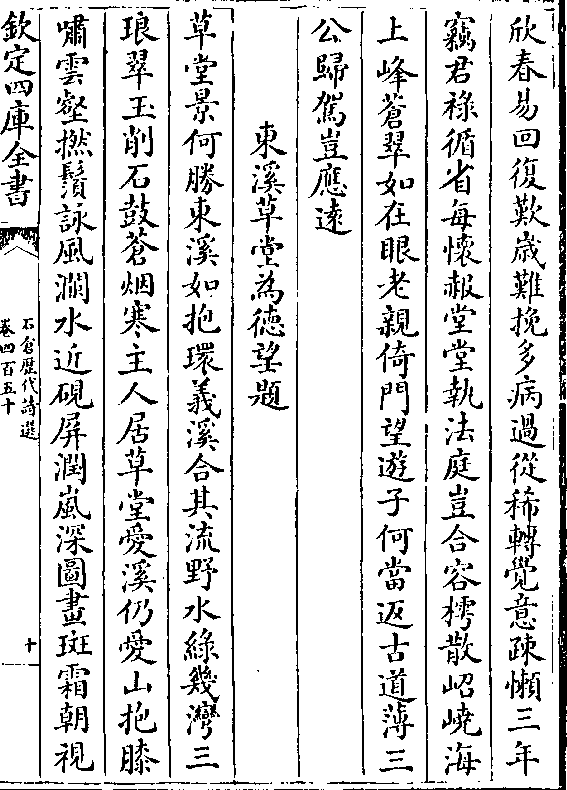 欣春易回復歎歳難挽多病過從稀轉覺意疎懶三年
竊君祿循省每懷赧堂堂執法庭豈合容樗散岧嶢海
上峰蒼翠如在眼老親倚門望遊子何當返古道薄三
公歸駕豈應遠
東溪草堂為德望題
草堂景何勝東溪如抱環義溪合其流野水綠幾灣三
琅翠玉削石鼓蒼烟寒主人居草堂愛溪仍愛山抱膝
嘯雲壑撚鬚詠風㵎水近硯屏潤嵐深圖畫斑霜朝視
欽定四庫全書
石倉歴代詩選
卷四百五十
十